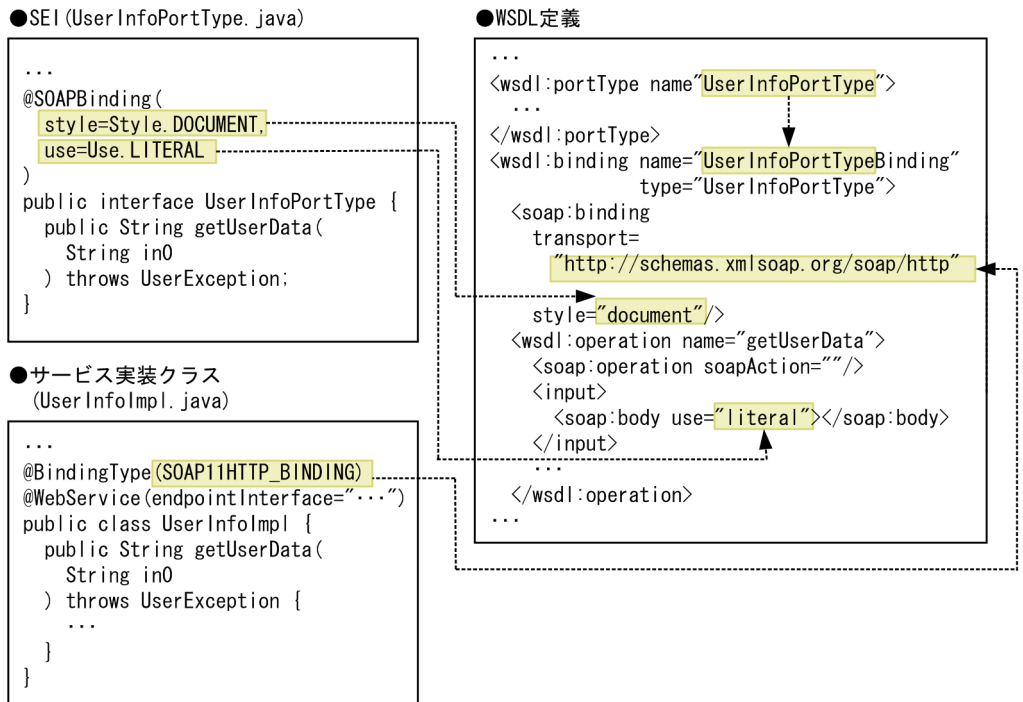 ●SEI(UserInfoPortType.java)
...
@SOAPBinding(
style=Style.DOCUMENT,
use=Use.LITERAL
)
public interface UserInfoPortType {
public String getUserData(
String in0
) throws UserException;
}
●サービス実装クラス
(UserInfoImpl.java)
...
@BindingType(SOAP11HTTP_BINDING)
@WebService(endpointInterface="···")
public class UserInfoImpl {
public String getUserData(
String in0
) throws UserException {
...
}
}
●WSDL定義
...
<wsdl:portType name"UserInfoPortType">
...
</wsdl:portType>
<wsdl:binding name="UserInfoPortTypeBinding"
type="UserInfoPortType">
<soap:binding
transport=
"http://schemas.xmlsoap.org/soap/http"
style="document"/>
<wsdl:operation name="getUserData">
<soap:operation soapAction=""/>
<input>
<soap:body use="literal"></soap:body>
</input>
...
</wsdl:operation>
...